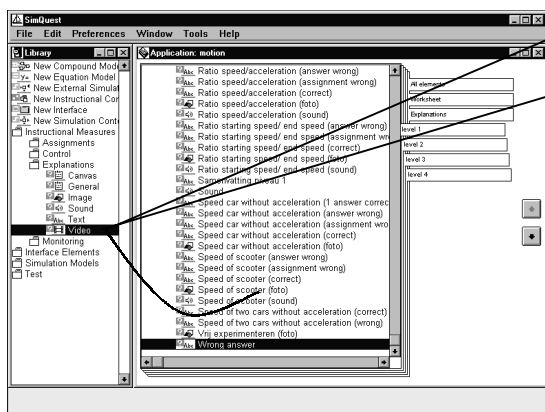 SimQuest
File Edit Preferences Window Tools Help
Library
New Compound Mode
New Equation Model
New External Simulat
New Instructional Cor
New Interface
New Simulation Conte
Instructional Measures
Assignments
Control
Explanations
Canvas
General
Image
Sound
Text
Video
Monitoring
Interface Elements
Simulation Models
Test
Application: motion
Ratio speed/acceleration (answer wrong)
Ratio speed/acceleration (assignment wrong)
Ratio speed/acceleration (correct)
Ratio speed/acceleration (foto)
Ratio speed/acceleration (sound)
Ratio starting speed/ end speed (answer wrong)
Ratio starting speed/ end speed (assignment wr
Ratio starting speed/ end speed (correct)
Ratio starting speed/ end speed (foto)
Ratio starting speed/ end speed (sound)
Samenvatting niveau 1
Sound
Speed car without acceleration (1 answer correc
Speed car without acceleration (answer wrong)
Speed car without acceleration (assignment wro
Speed car without acceleration (correct)
Speed car without acceleration (foto)
Speed of scooter (answer wrong)
Speed of scooter (assignment wrong)
Speed of scooter (correct)
Speed of scooter (foto)
Speed of scooter (sound)
Speed of two cars without acceleration (correct)
Speed of two cars without acceleration (wrong)
Vrij experimenteren (foto)
Wrong answer
All elements
Worksheet
Explanations
level 1
level 2
level 3
level 4